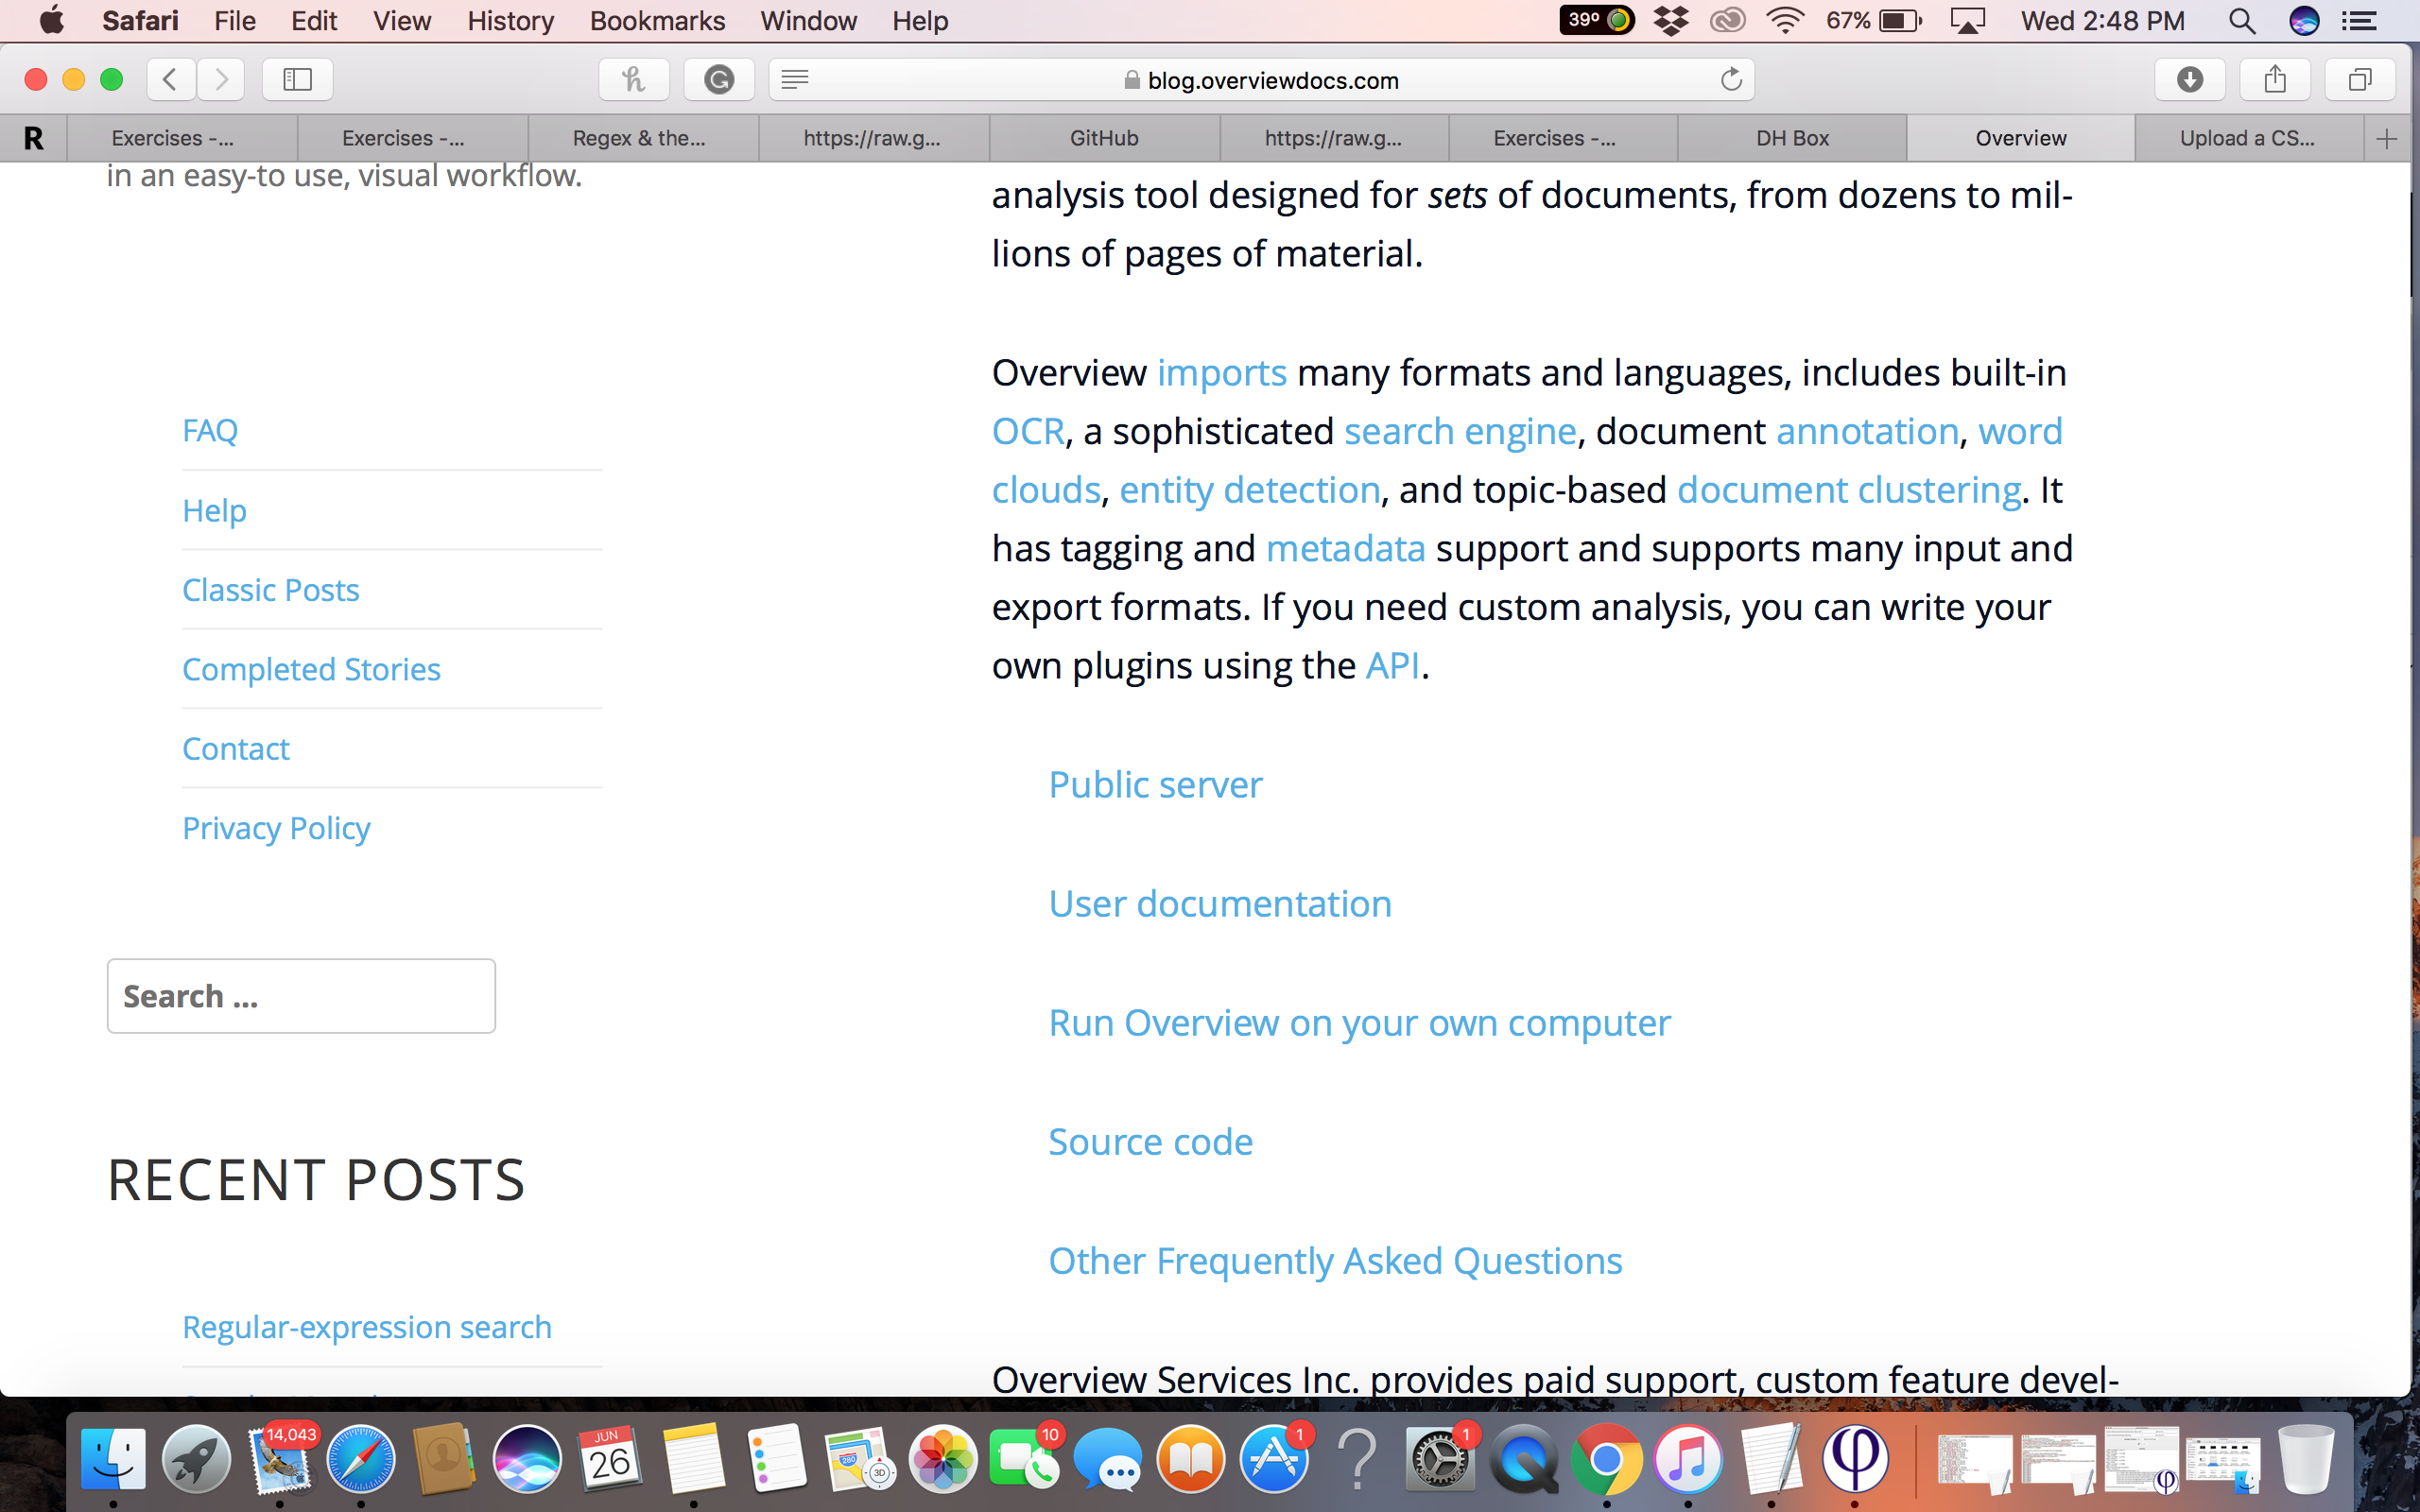 Safari File Edit View History Bookmarks Window Help 39º 67% Wed 2:48 PM
blog.overviewdocs.com
R Exercises -... Exercises -... Regex & the... https://raw.g... GitHub https://raw.g... Exercises -... DH Box Overview Upload a CS...
in an easy-to use, visual workflow.
FAQ
Help
Classic Posts
Completed Stories
Contact
Privacy Policy
Search ...
RECENT POSTS
Regular-expression search
analysis tool designed for sets of documents, from dozens to mil-
lions of pages of material.
Overview imports many formats and languages, includes built-in
OCR, a sophisticated search engine, document annotation, word
clouds, entity detection, and topic-based document clustering. It
has tagging and metadata support and supports many input and
export formats. If you need custom analysis, you can write your
own plugins using the API.
Public server
User documentation
Run Overview on your own computer
Source code
Other Frequently Asked Questions
Overview Services Inc. provides paid support, custom feature devel-
14,043
JUN
26
280
3D
10
1
?
1
φ